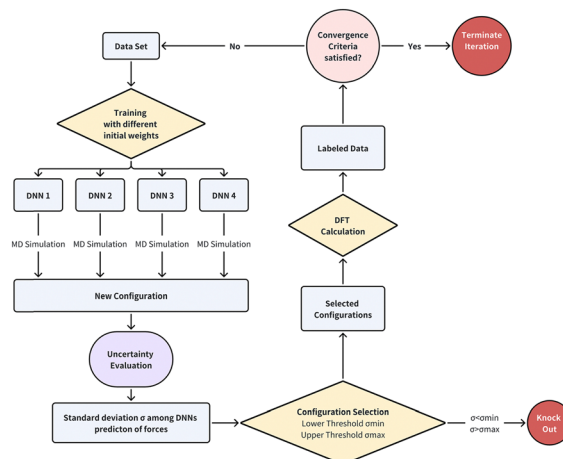 Data Set
No
Convergence
Criteria
satisfied?
Yes
Terminate
Iteration
Training
with different
initial weights
Labeled Data
DNN 1
DNN 2
DNN 3
DNN 4
DFT
Calculation
MD Simulation
MD Simulation
MD Simulation
MD Simulation
New Configuration
Selected
Configurations
Uncertainty
Evaluation
Standard deviation σ among DNNs
predicton of forces
Configuration Selection
Lower Threshold σmin
Upper Threshold σmax
σ<σmin
σ>σmax
Knock
Out